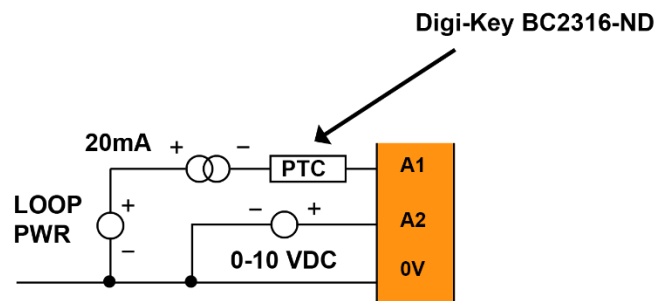 Digi-Key BC2316-ND
20mA
+
−
PTC
A1
LOOP
PWR
+
−
−
+
A2
0-10 VDC
0V